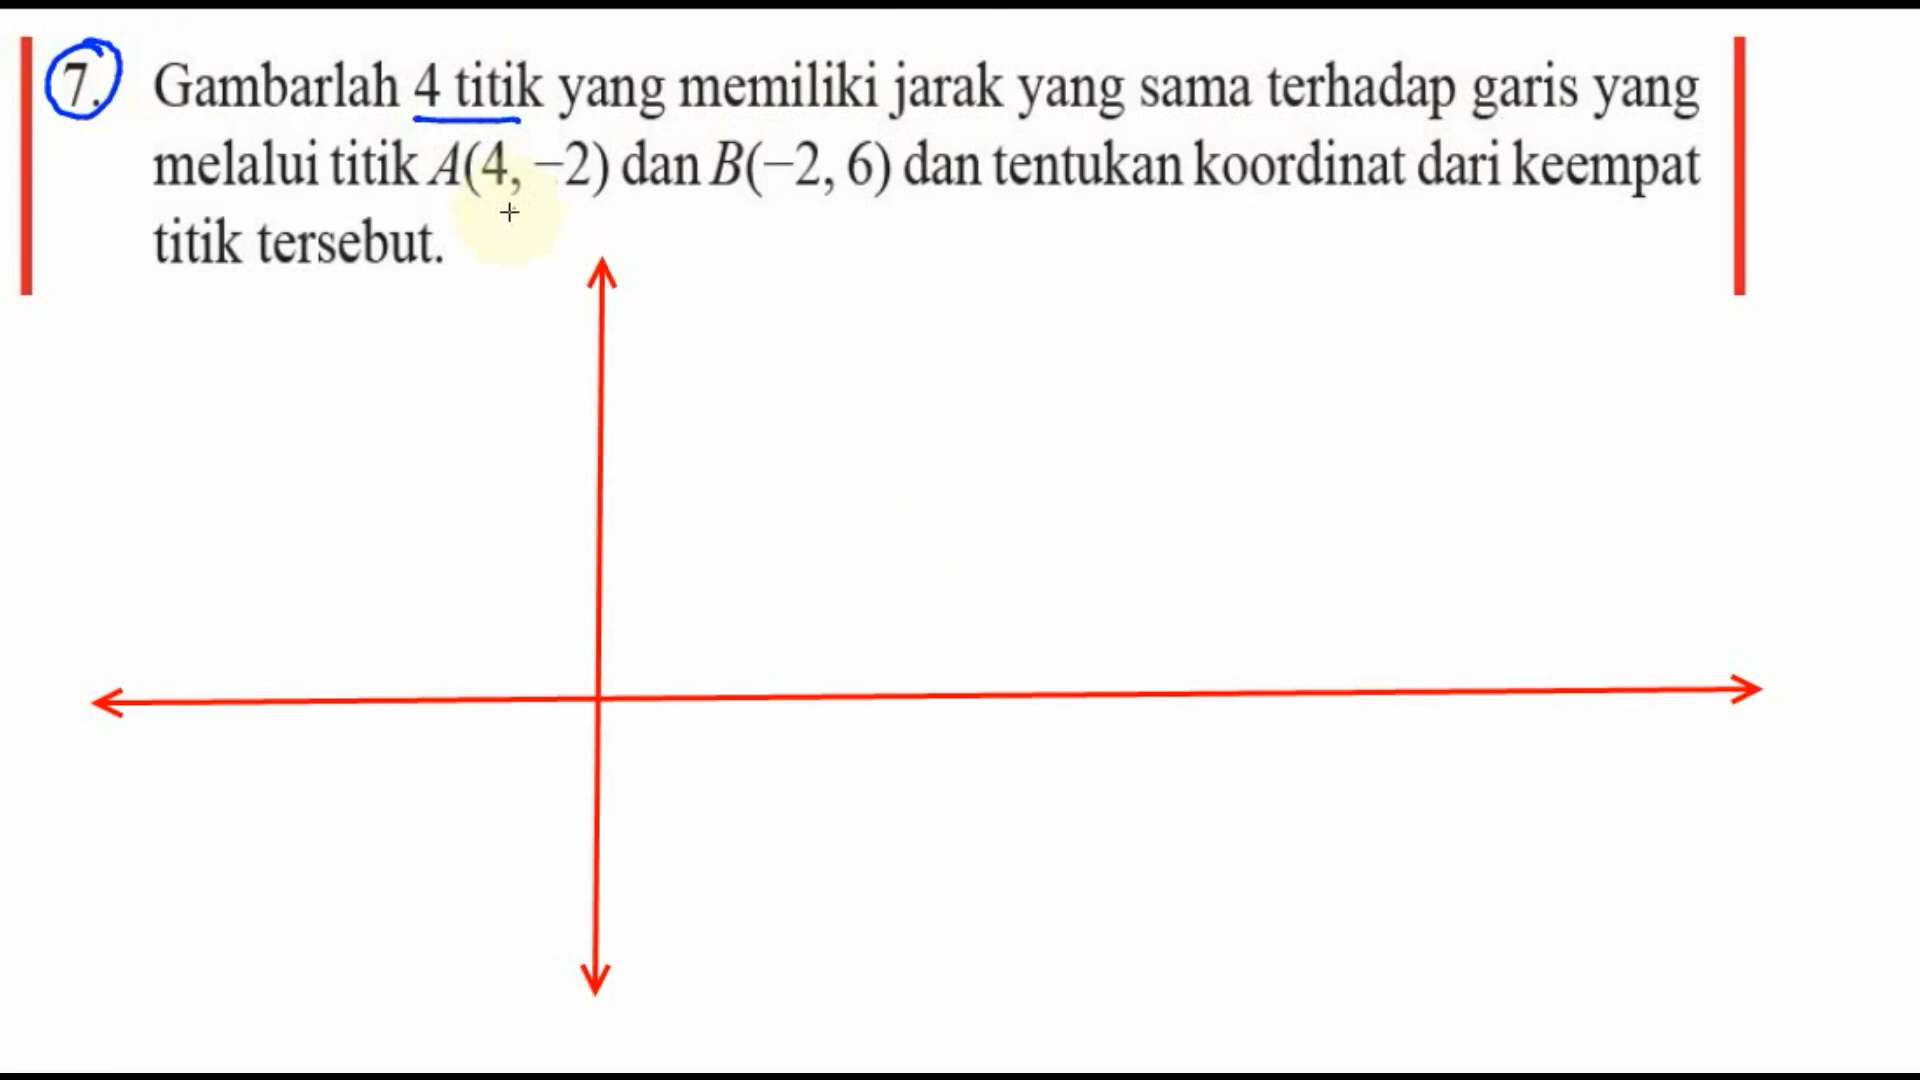 7. Gambarlah 4 titik yang memiliki jarak yang sama terhadap garis yang
melalui titik A(4, −2) dan B(−2, 6) dan tentukan koordinat dari keempat
titik tersebut.